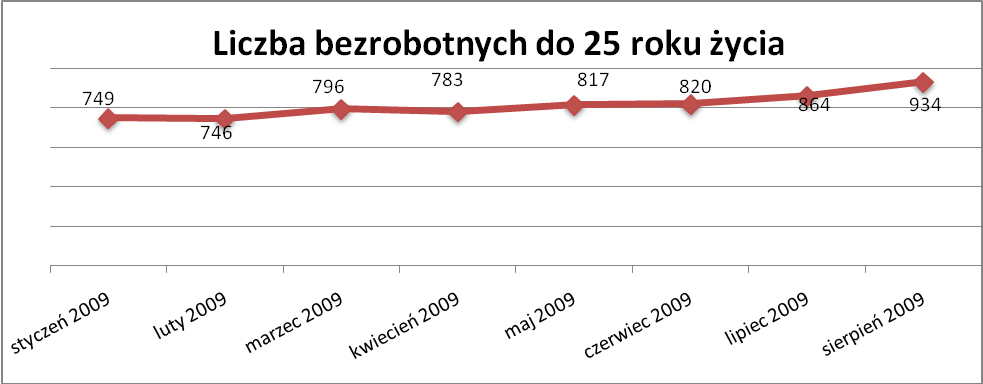 Liczba bezrobotnych do 25 roku życia
749
746
796
783
817
820
864
934
styczeń 2009
luty 2009
marzec 2009
kwiecień 2009
maj 2009
czerwiec 2009
lipiec 2009
sierpień 2009